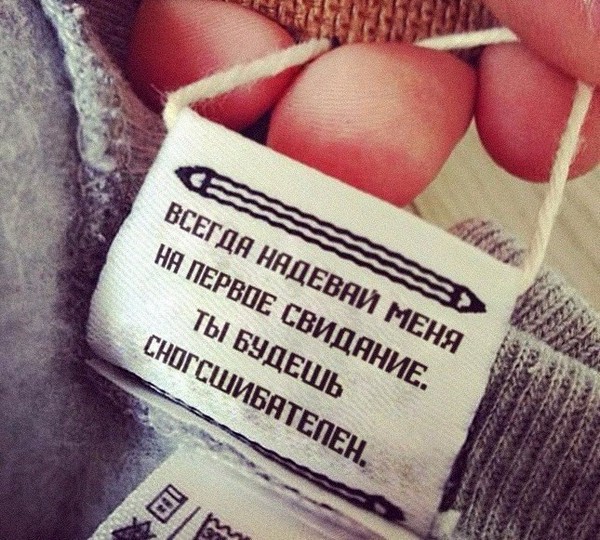 ВСЕГДА НАДЕВАЙ МЕНЯ
НА ПЕРВОЕ СВИДАНИЕ.
ТЫ БУДЕШЬ
СНОГСШИБАТЕЛЕН.